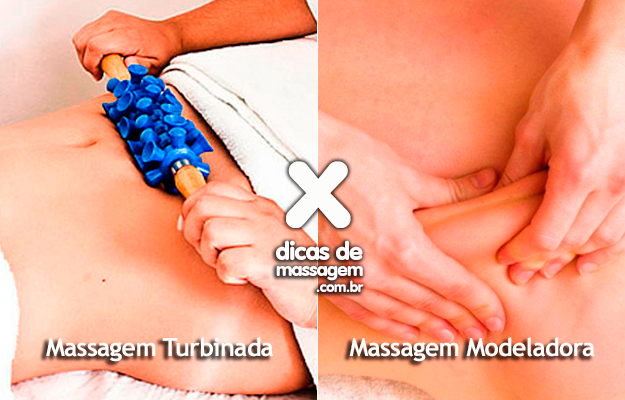 dicas de
massagem
.com.br
Massagem Turbinada
Massagem Modeladora